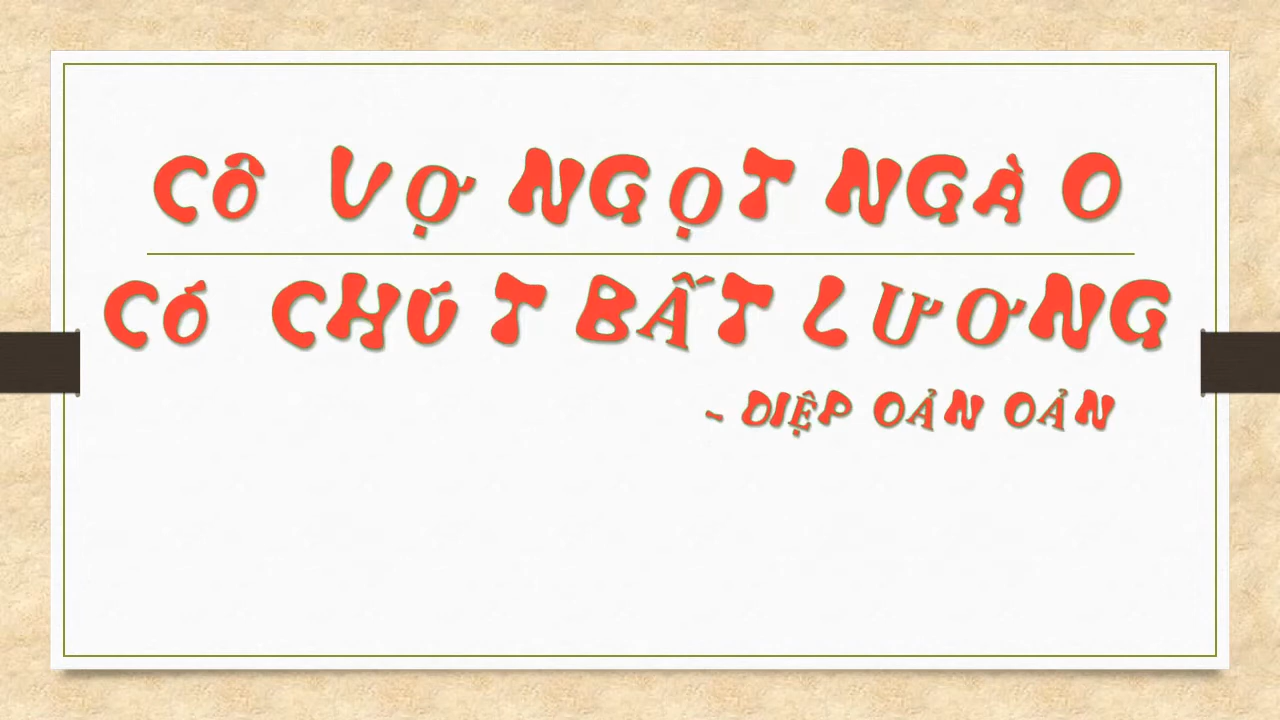 CÔ VỢ NGỌT NGÀO
CÓ CHÚT BẤT LƯƠNG
- DIỆP OẢN OẢN